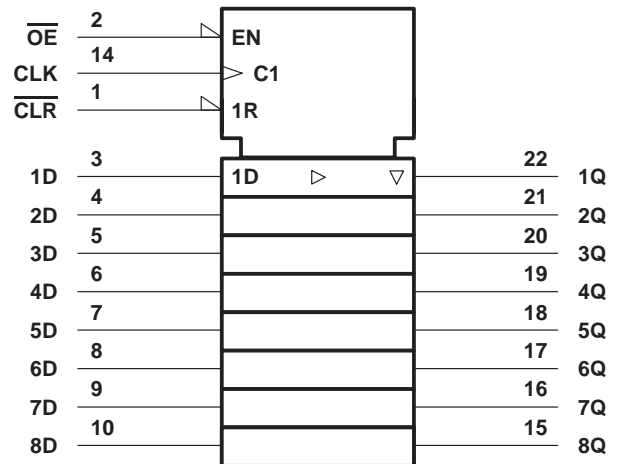 O̅E̅ 2 EN
CLK 14 C1
C̅L̅R̅ 1 1R
1D 3 1D 22 1Q
2D 4 21 2Q
3D 5 20 3Q
4D 6 19 4Q
5D 7 18 5Q
6D 8 17 6Q
7D 9 16 7Q
8D 10 15 8Q